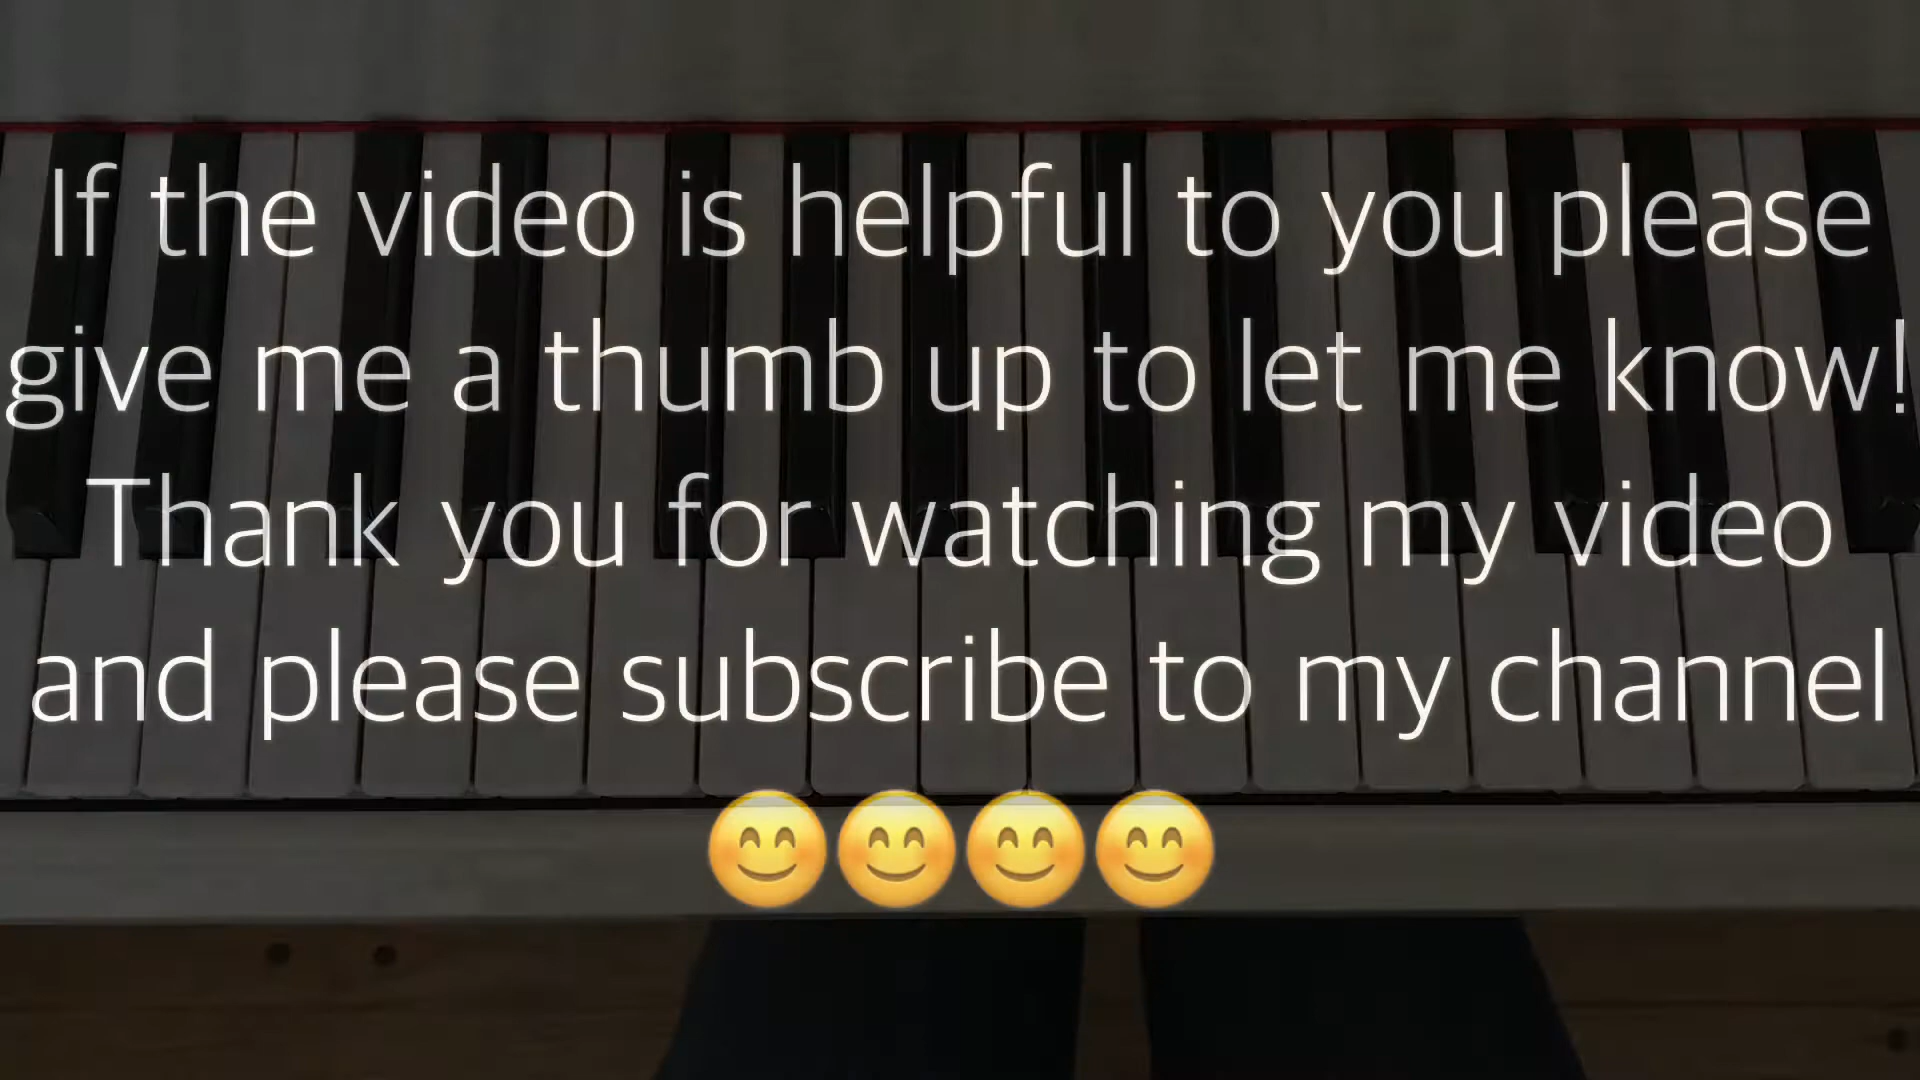 If the video is helpful to you please
give me a thumb up to let me know!
Thank you for watching my video
and please subscribe to my channel
😊😊😊😊